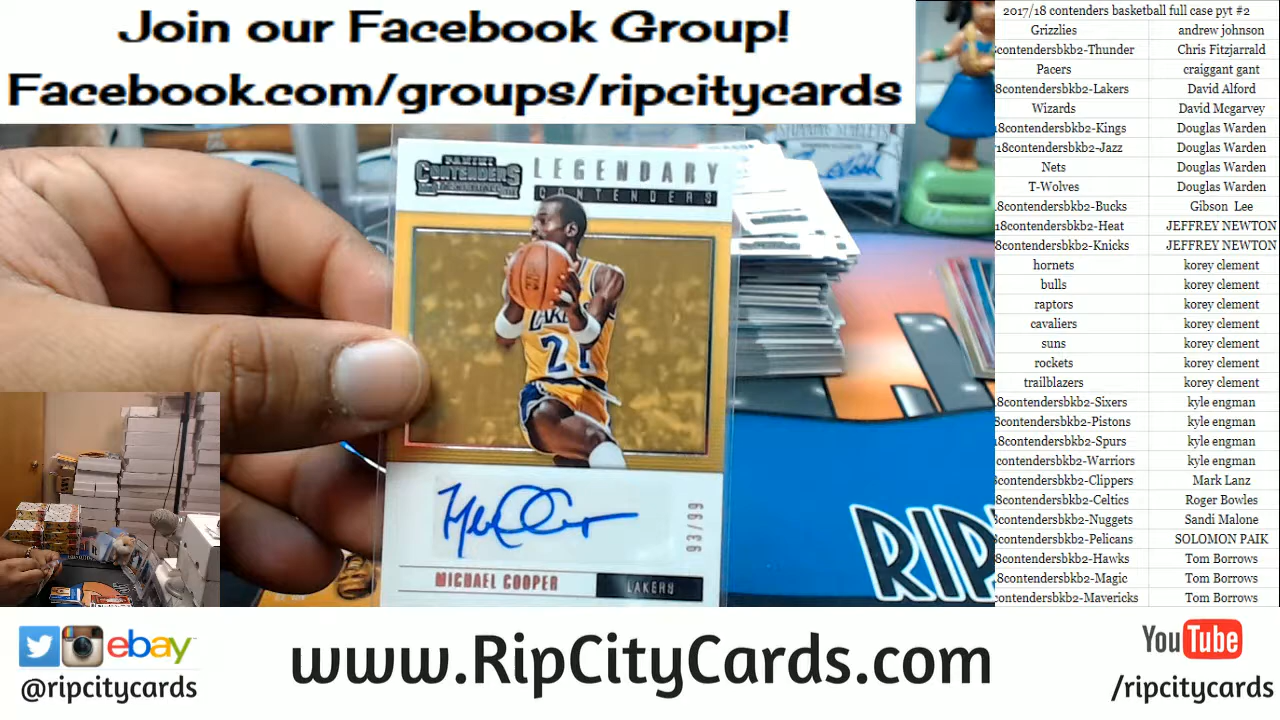 Join our Facebook Group!
Facebook.com/groups/ripcitycards
2017/18 contenders basketball full case pyt #2
Grizzlies andrew johnson
8contendersbkb2-Thunder Chris Fitzjarrald
Pacers craiggant gant
8contendersbkb2-Lakers David Alford
Wizards David Mcgarvey
18contendersbkb2-Kings Douglas Warden
18contendersbkb2-Jazz Douglas Warden
Nets Douglas Warden
T-Wolves Douglas Warden
8contendersbkb2-Bucks Gibson Lee
18contendersbkb2-Heat JEFFREY NEWTON
8contendersbkb2-Knicks JEFFREY NEWTON
hornets korey clement
bulls korey clement
raptors korey clement
cavaliers korey clement
suns korey clement
rockets korey clement
trailblazers korey clement
8contendersbkb2-Sixers kyle engman
8contendersbkb2-Pistons kyle engman
18contendersbkb2-Spurs kyle engman
contendersbkb2-Warriors kyle engman
8contendersbkb2-Clippers Mark Lanz
8contendersbkb2-Celtics Roger Bowles
contendersbkb2-Nuggets Sandi Malone
8contendersbkb2-Pelicans SOLOMON PAIK
8contendersbkb2-Hawks Tom Borrows
8contendersbkb2-Magic Tom Borrows
contendersbkb2-Mavericks Tom Borrows
PANINI
CONTENDERS
LEGENDARY
CONTENDERS
LAKERS
21
93/99
MICHAEL COOPER
LAKERS
RIP
ebay
@ripcitycards
www.RipCityCards.com
YouTube
/ripcitycards